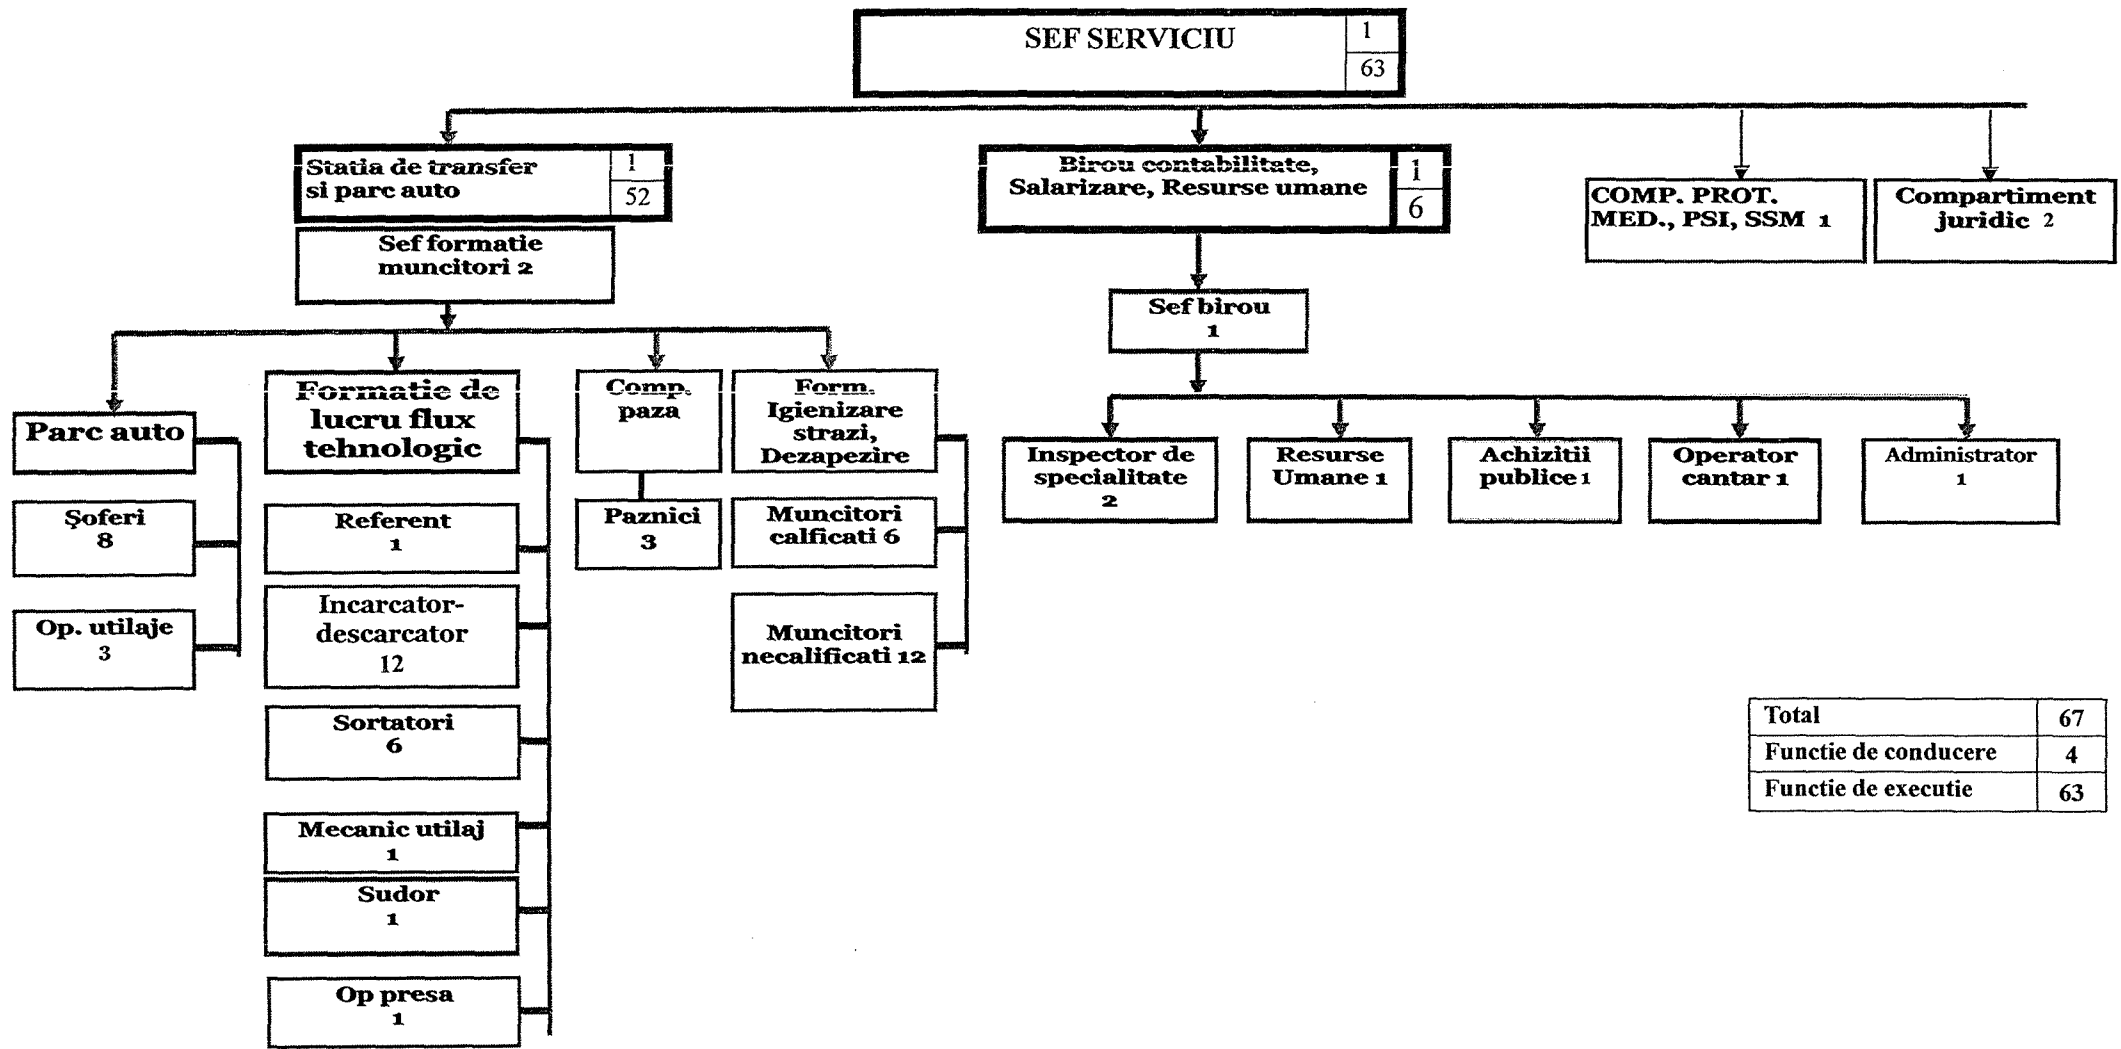 SEF SERVICIU
1
63
Statia de transfer
si parc auto
1
52
Birou contabilitate,
Salarizare, Resurse umane
1
6
COMP. PROT.
MED., PSI, SSM 1
Compartiment
juridic 2
Sef formatie
muncitori 2
Sef birou
1
Parc auto
Şoferi
8
Op. utilaje
3
Formatie de
lucru flux
tehnologic
Referent
1
Incarcator-
descarcator
12
Sortatori
6
Mecanic utilaj
1
Sudor
1
Op presa
1
Comp.
paza
Paznici
3
Form.
Igienizare
strazi,
Dezapezire
Muncitori
calficati 6
Muncitori
necalificati 12
Inspector de
specialitate
2
Resurse
Umane 1
Achizitii
publice 1
Operator
cantar 1
Administrator
1
Total 67
Functie de conducere 4
Functie de executie 63